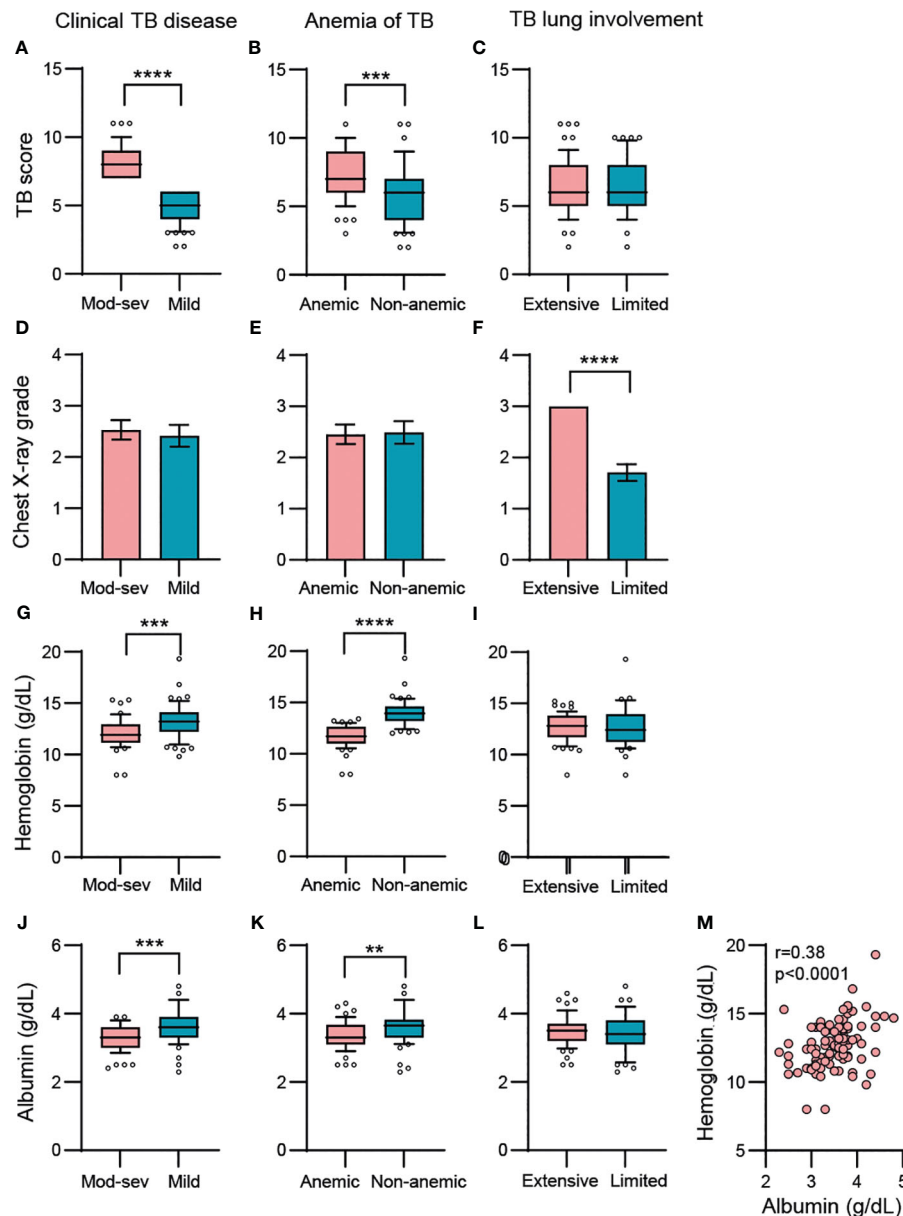 Clinical TB disease Anemia of TB TB lung involvement
A B C
TB score
15 15 15
**** ***
10 10 10
5 5 5
0 0 0
Mod-sev Mild Anemic Non-anemic Extensive Limited
D E F
Chest X-ray grade
4 4 4
****
3 3 3
2 2 2
1 1 1
0 0 0
Mod-sev Mild Anemic Non-anemic Extensive Limited
G H I
Hemoglobin (g/dL)
*** ****
20 20 20
15 15 15
10 10 10
5 5 5
0 0 0
Mod-sev Mild Anemic Non-anemic Extensive Limited
J K L M
Albumin (g/dL)
6 6 6
*** **
4 4 4
2 2 2
0 0 0
Mod-sev Mild Anemic Non-anemic Extensive Limited
Hemoglobin (g/dL)
20
r=0.38
p<0.0001
15
10
5
2 3 4 5
Albumin (g/dL)